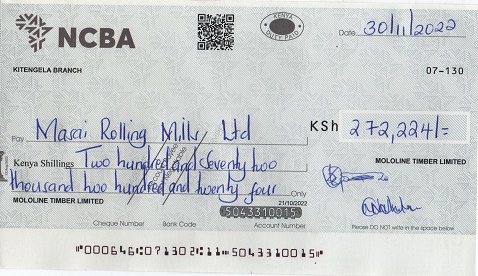 NCBA
KENYA
DUTY PAID
Date 30/11/2022
KITENGELA BRANCH
07-130
Pay Masai Rolling Mills Ltd
KSh 272,224/=
Kenya Shillings Two hundred and seventy two
MOLOLINE TIMBER LIMITED
thousand two hundred and twenty four Only
MOLOLINE TIMBER LIMITED
21/10/2022
5043310015
Cheque Number Bank Code Account Number
Please DO NOT write in the space below
"000646 071302 11 5043310015"